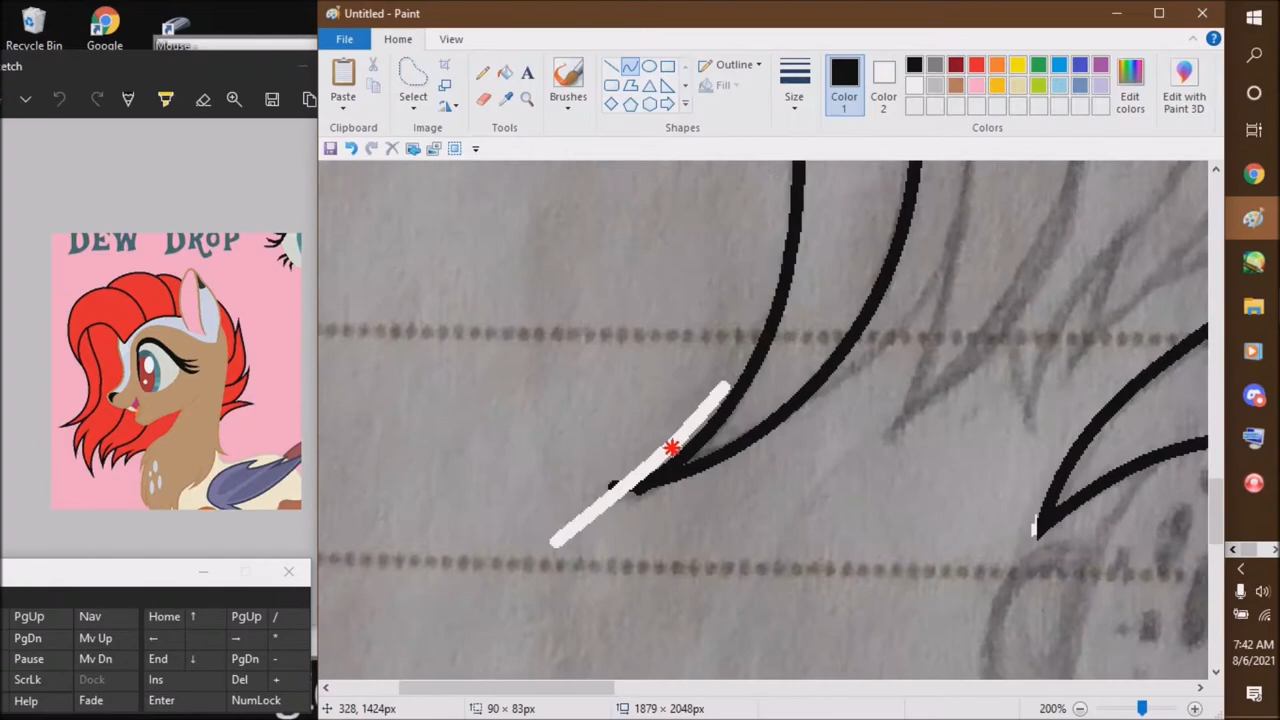 Untitled - Paint
Recycle Bin
Google
Mouse
etch
File
Home
View
Paste
Select
Brushes
Outline
Fill
Size
Color 1
Color 2
Edit colors
Edit with Paint 3D
Clipboard
Image
Tools
Shapes
Colors
DEW DROP
PgUp Nav Home ↑ PgUp /
PgDn Mv Up ← → *
Pause Mv Dn End ↓ PgDn -
ScrLk Dock Ins Del +
Help Fade Enter NumLock
328, 1424px
90 × 83px
1879 × 2048px
200%
7:42 AM
8/6/2021